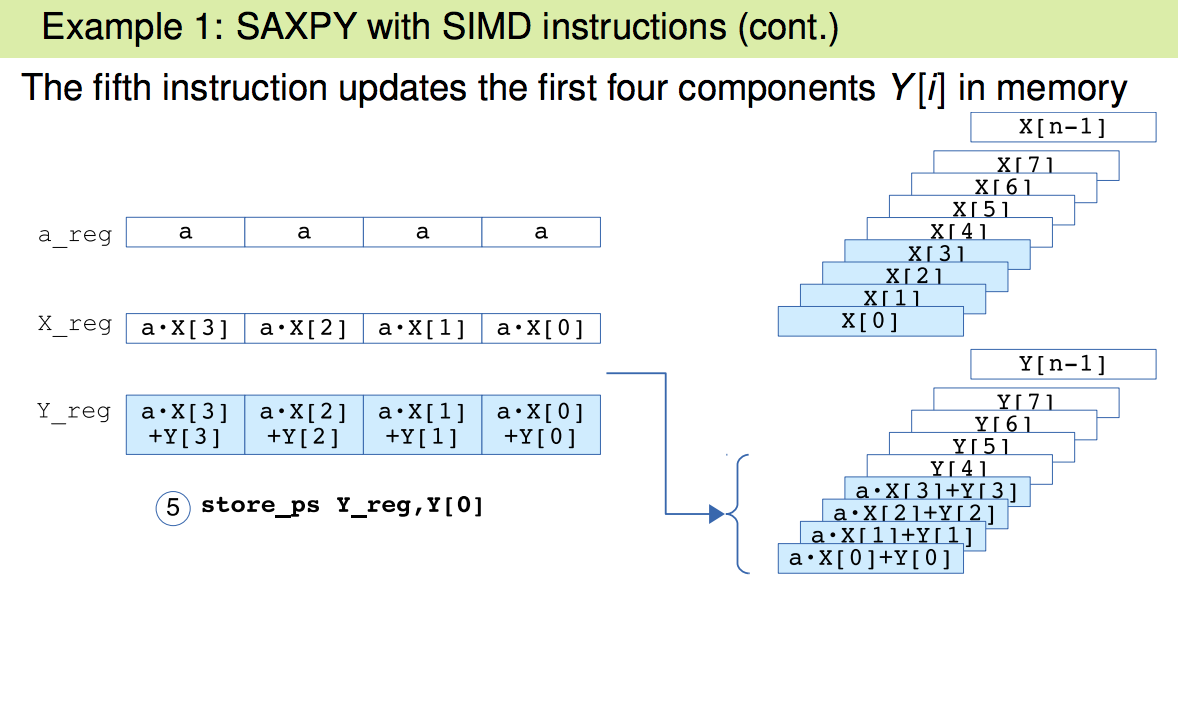 Example 1: SAXPY with SIMD instructions (cont.)
The fifth instruction updates the first four components Y[i] in memory
X[n-1]
X[7]
X[6]
X[5]
a_reg a a a a
X[4]
X[3]
X[2]
X[1]
X[0]
X_reg a·X[3] a·X[2] a·X[1] a·X[0]
Y[n-1]
Y[7]
Y_reg a·X[3] a·X[2] a·X[1] a·X[0]
+Y[3] +Y[2] +Y[1] +Y[0]
Y[6]
Y[5]
Y[4]
a·X[3]+Y[3]
5 store_ps Y_reg,Y[0]
a·X[2]+Y[2]
a·X[1]+Y[1]
a·X[0]+Y[0]